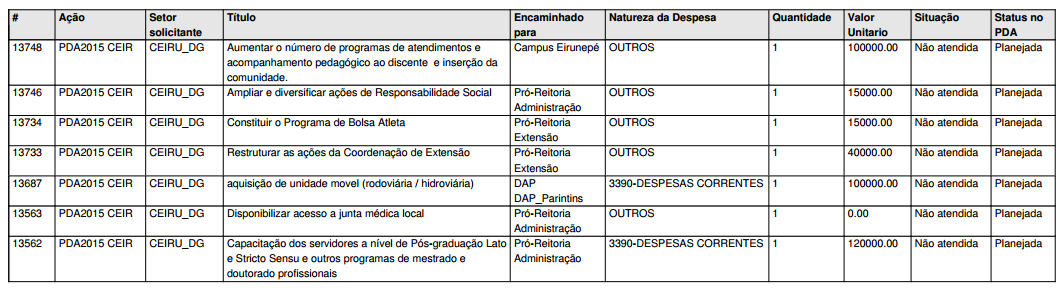 # Ação Setor solicitante Título Encaminhado para Natureza da Despesa Quantidade Valor Unitario Situação Status no PDA
13748 PDA2015 CEIR CEIRU_DG Aumentar o número de programas de atendimentos e acompanhamento pedagógico ao discente e inserção da comunidade. Campus Eirunepé OUTROS 1 100000.00 Não atendida Planejada
13746 PDA2015 CEIR CEIRU_DG Ampliar e diversificar ações de Responsabilidade Social Pró-Reitoria Administração OUTROS 1 15000.00 Não atendida Planejada
13734 PDA2015 CEIR CEIRU_DG Constituir o Programa de Bolsa Atleta Pró-Reitoria Extensão OUTROS 1 15000.00 Não atendida Planejada
13733 PDA2015 CEIR CEIRU_DG Restruturar as ações da Coordenação de Extensão Pró-Reitoria Extensão OUTROS 1 40000.00 Não atendida Planejada
13687 PDA2015 CEIR CEIRU_DG aquisição de unidade movel (rodoviária / hidroviária) DAP DAP_Parintins 3390-DESPESAS CORRENTES 1 100000.00 Não atendida Planejada
13563 PDA2015 CEIR CEIRU_DG Disponibilizar acesso a junta médica local Pró-Reitoria Administração OUTROS 1 0.00 Não atendida Planejada
13562 PDA2015 CEIR CEIRU_DG Capacitação dos servidores a nível de Pós-graduação Lato e Stricto Sensu e outros programas de mestrado e doutorado profissionais Pró-Reitoria Administração 3390-DESPESAS CORRENTES 1 120000.00 Não atendida Planejada